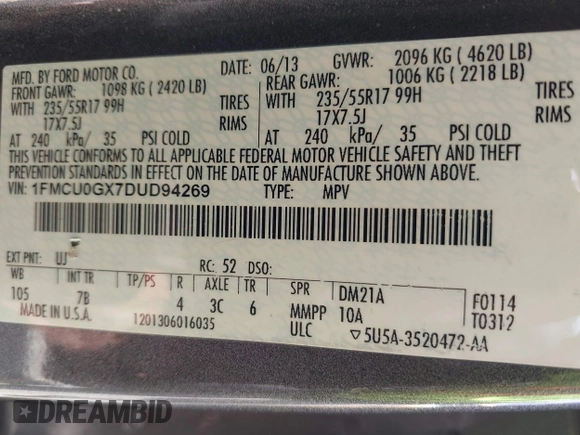 MFD. BY FORD MOTOR CO. DATE: 06/13 GVWR: 2096 KG ( 4620 LB)
FRONT GAWR: 1098 KG ( 2420 LB) REAR GAWR: 1006 KG ( 2218 LB)
WITH 235/55R17 99H TIRES WITH 235/55R17 99H TIRES
17X7.5J RIMS 17X7.5J RIMS
AT 240 kPa/ 35 PSI COLD AT 240 kPa/ 35 PSI COLD
THIS VEHICLE CONFORMS TO ALL APPLICABLE FEDERAL MOTOR VEHICLE SAFETY AND THEFT
PREVENTION STANDARDS IN EFFECT ON THE DATE OF MANUFACTURE SHOWN ABOVE.
VIN: 1FMCU0GX7DUD94269 TYPE: MPV
EXT PNT: UJ RC: 52 DSO:
WB INT TR TP/PS R AXLE TR SPR DM21A F0114
105 7B 4 3C 6 MMPP 10A T0312
MADE IN U.S.A. 1201306016035 ULC ▽5U5A-3520472-AA
DREAMBID